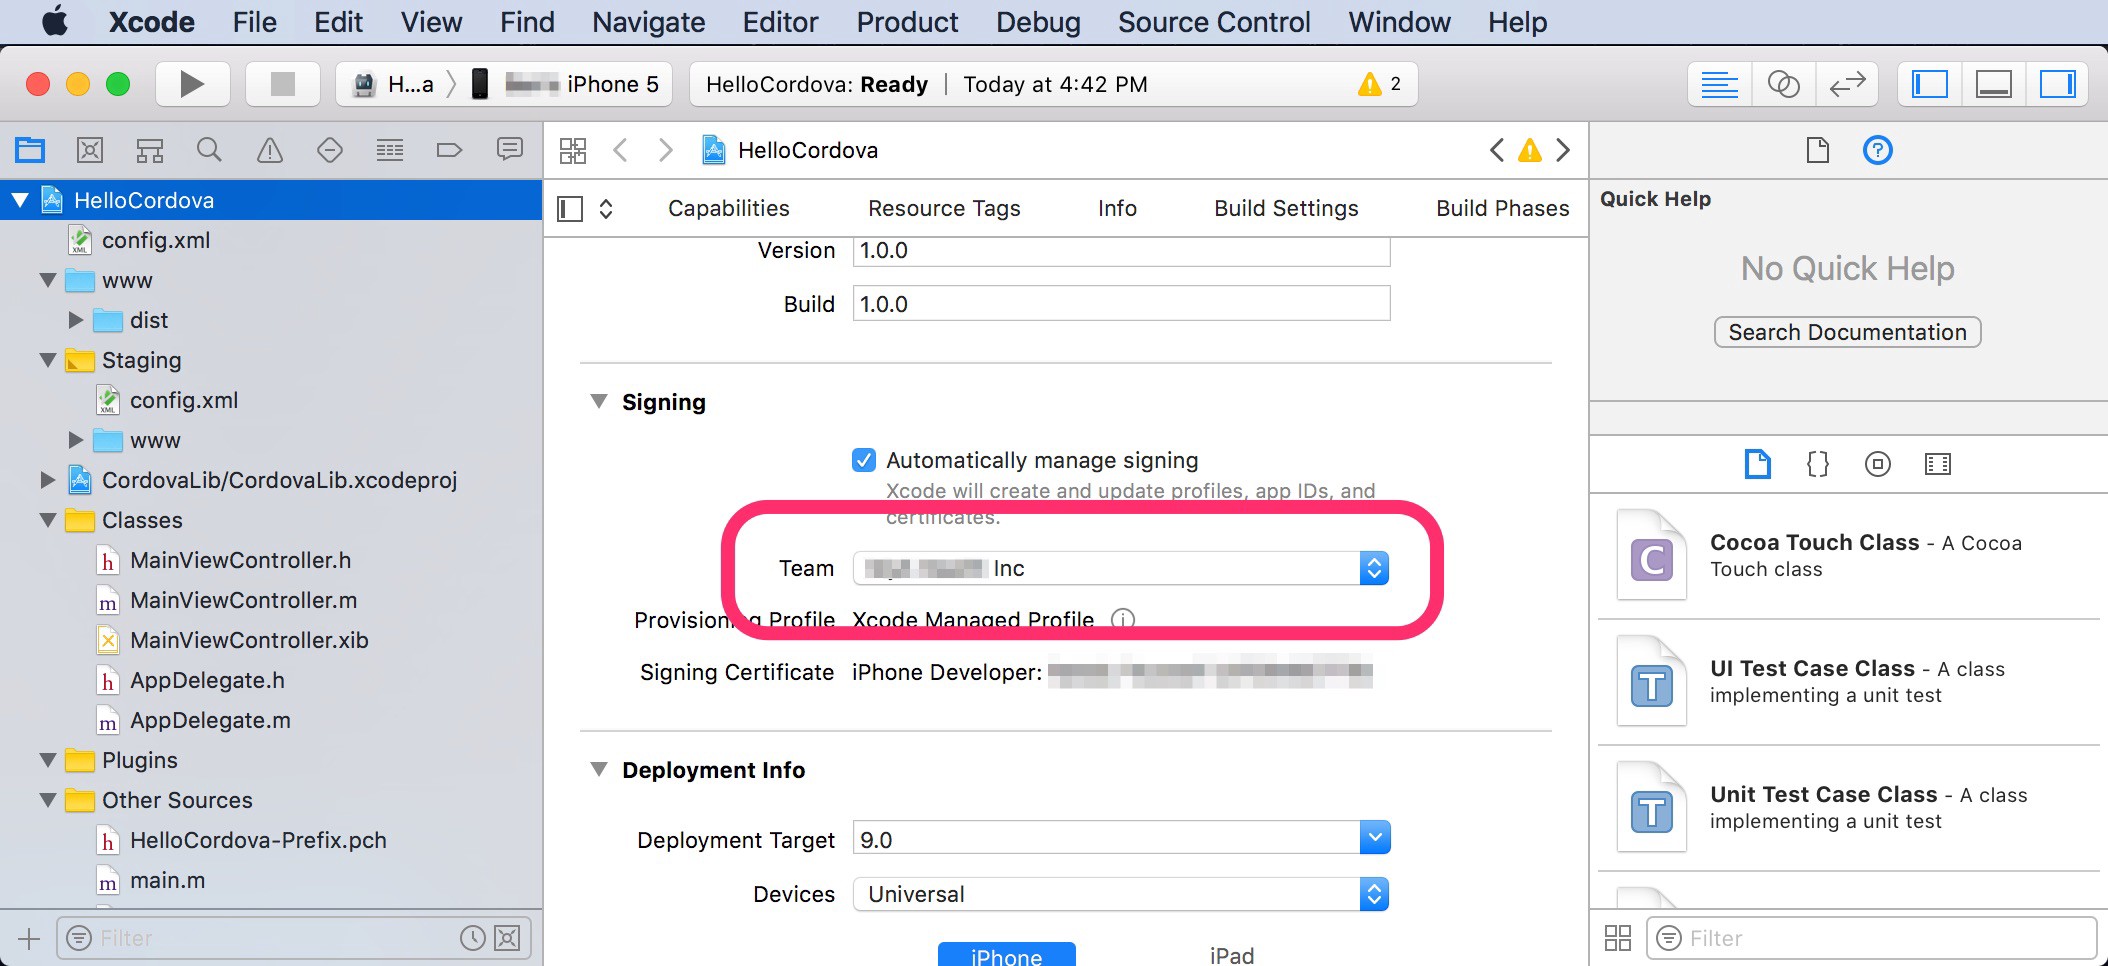 Xcode File Edit View Find Navigate Editor Product Debug Source Control Window Help
H...a iPhone 5
HelloCordova: Ready | Today at 4:42 PM
2
HelloCordova
HelloCordova
config.xml
www
dist
Staging
config.xml
www
CordovaLib/CordovaLib.xcodeproj
Classes
MainViewController.h
MainViewController.m
MainViewController.xib
AppDelegate.h
AppDelegate.m
Plugins
Other Sources
HelloCordova-Prefix.pch
main.m
Filter
Capabilities Resource Tags Info Build Settings Build Phases
Version 1.0.0
Build 1.0.0
Signing
Automatically manage signing
Xcode will create and update profiles, app IDs, and
certificates.
Team Inc
Provisioning Profile Xcode Managed Profile
Signing Certificate iPhone Developer:
Deployment Info
Deployment Target 9.0
Devices Universal
iPhone iPad
Quick Help
No Quick Help
Search Documentation
Cocoa Touch Class - A Cocoa
Touch class
UI Test Case Class - A class
implementing a unit test
Unit Test Case Class - A class
implementing a unit test
Filter